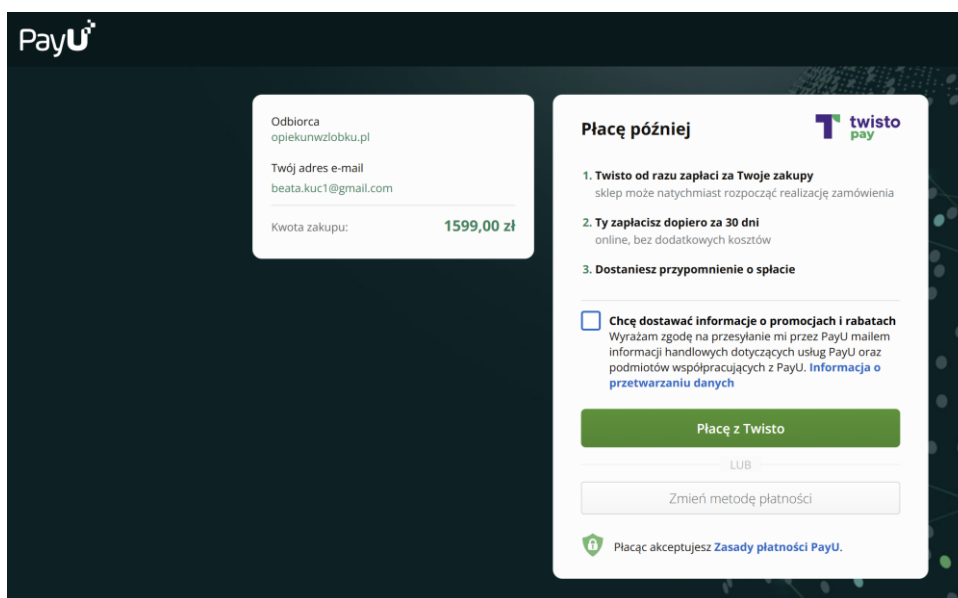 PayU
Odbiorca
opiekunwzlobku.pl
Twój adres e-mail
beata.kuc1@gmail.com
Kwota zakupu: 1599,00 zł
Płacę później
twisto
pay
1. Twisto od razu zapłaci za Twoje zakupy
sklep może natychmiast rozpocząć realizację zamówienia
2. Ty zapłacisz dopiero za 30 dni
online, bez dodatkowych kosztów
3. Dostaniesz przypomnienie o spłacie
Chcę dostawać informacje o promocjach i rabatach
Wyrażam zgodę na przesyłanie mi przez PayU mailem
informacji handlowych dotyczących usług PayU oraz
podmiotów współpracujących z PayU. Informacja o
przetwarzaniu danych
Płacę z Twisto
LUB
Zmień metodę płatności
Płacąc akceptujesz Zasady płatności PayU.